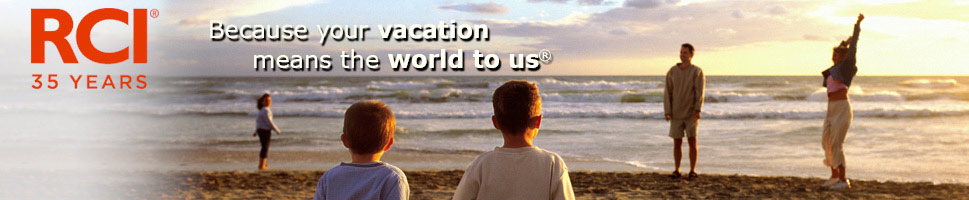 RCI®
35 YEARS
Because your vacation
means the world to us®